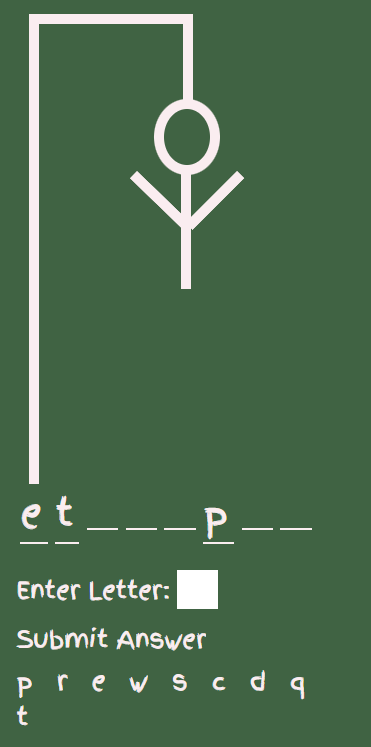 e t _ _ _ p _ _
Enter Letter:
Submit Answer
p r e w s c d q
t